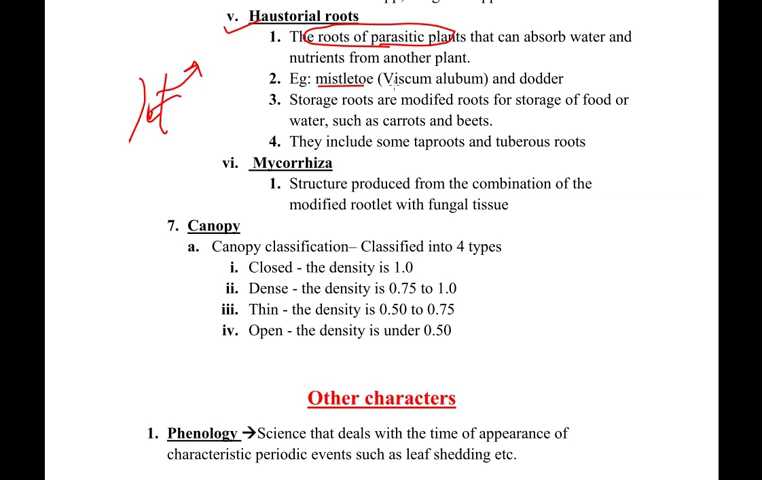 v. Haustorial roots
1. The roots of parasitic plants that can absorb water and
nutrients from another plant.
2. Eg: mistletoe (Viscum alubum) and dodder
3. Storage roots are modifed roots for storage of food or
water, such as carrots and beets.
4. They include some taproots and tuberous roots
vi. Mycorrhiza
1. Structure produced from the combination of the
modified rootlet with fungal tissue
7. Canopy
a. Canopy classification– Classified into 4 types
i. Closed - the density is 1.0
ii. Dense - the density is 0.75 to 1.0
iii. Thin - the density is 0.50 to 0.75
iv. Open - the density is under 0.50
Other characters
1. Phenology →Science that deals with the time of appearance of
characteristic periodic events such as leaf shedding etc.